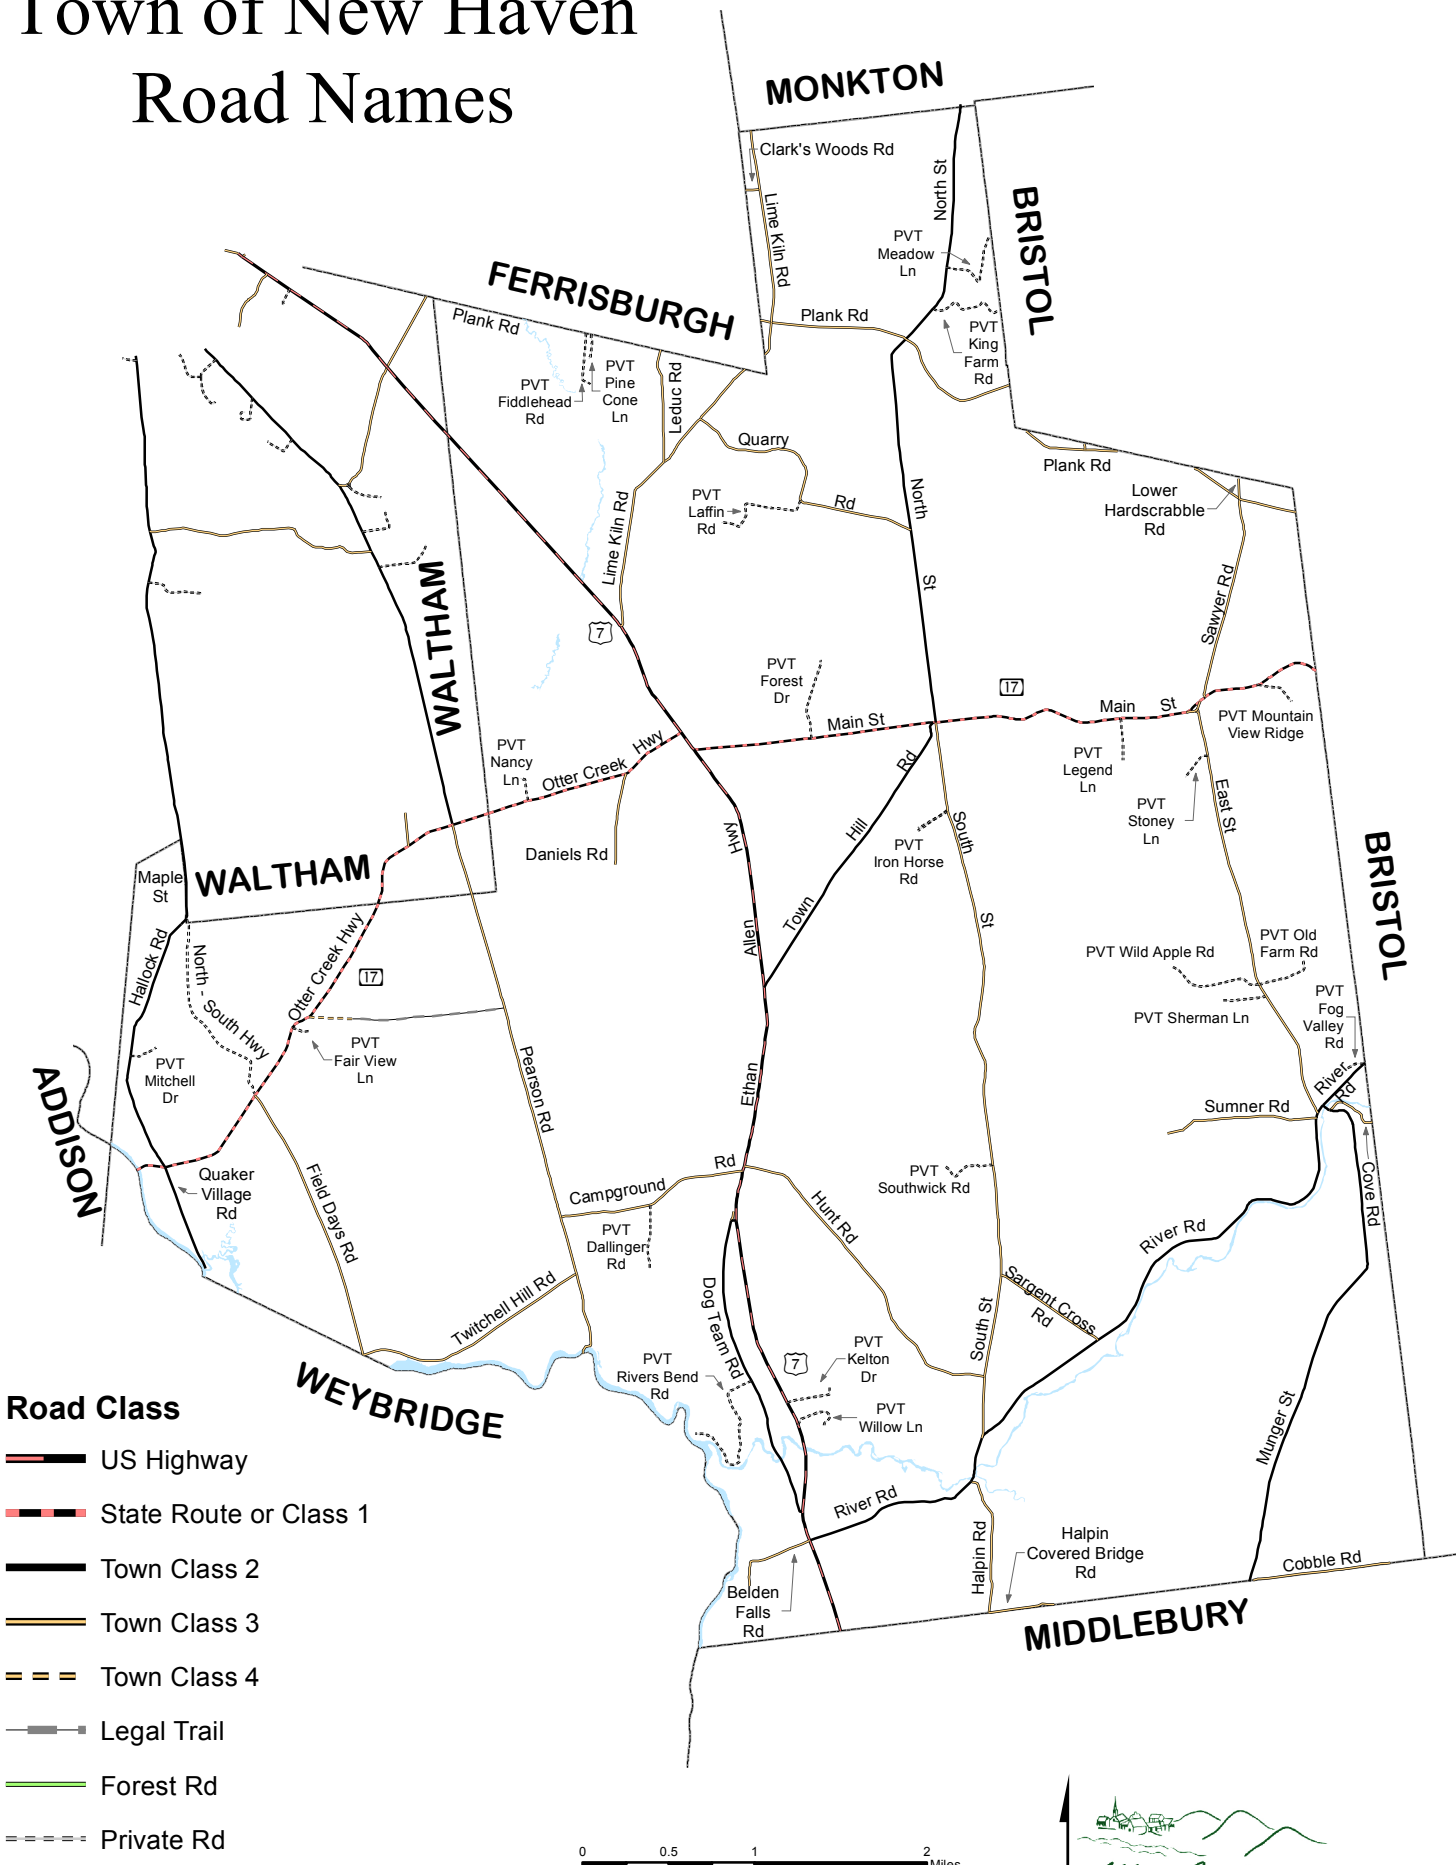 Town of New Haven
Road Names
MONKTON
Clark's Woods Rd
North St
Lime Kiln Rd
BRISTOL
PVT
Meadow
Ln
FERRISBURGH
Plank Rd
Plank Rd
PVT
King
Farm
Rd
PVT
Fiddlehead
Rd
PVT
Pine
Cone
Ln
Leduc Rd
Quarry
Rd
Plank Rd
Lower
Hardscrabble
Rd
PVT
Laffin
Rd
North
St
Lime Kiln Rd
Sawyer Rd
WALTHAM
7
PVT
Forest
Dr
17
Main St
Main
St
PVT Mountain
View Ridge
PVT
Nancy
Ln
Otter Creek
Hwy
Rd
PVT
Legend
Ln
PVT
Stoney
Ln
East St
Hwy
Hill
South
PVT
Iron Horse
Rd
Daniels Rd
BRISTOL
WALTHAM
Maple
St
Town
St
Allen
Hallock Rd
North - South Hwy
Otter Creek Hwy
17
PVT Wild Apple Rd
PVT Old
Farm Rd
PVT Sherman Ln
PVT
Fog
Valley
Rd
PVT
Fair View
Ln
PVT
Mitchell
Dr
ADDISON
Pearson Rd
Ethan
River
Rd
Sumner Rd
Quaker
Village
Rd
Field Days Rd
Campground
Rd
PVT
Dallinger
Rd
Hunt Rd
PVT
Southwick Rd
Cove Rd
River Rd
Twitchell Hill Rd
Dog Team Rd
Sargent Cross
Rd
South St
WEYBRIDGE
PVT
Rivers Bend
Rd
7
PVT
Kelton
Dr
PVT
Willow Ln
Munger St
River Rd
Halpin Rd
Halpin
Covered Bridge
Rd
Cobble Rd
Belden
Falls
Rd
MIDDLEBURY
Road Class
US Highway
State Route or Class 1
Town Class 2
Town Class 3
Town Class 4
Legal Trail
Forest Rd
Private Rd
0 0.5 1 2
Miles